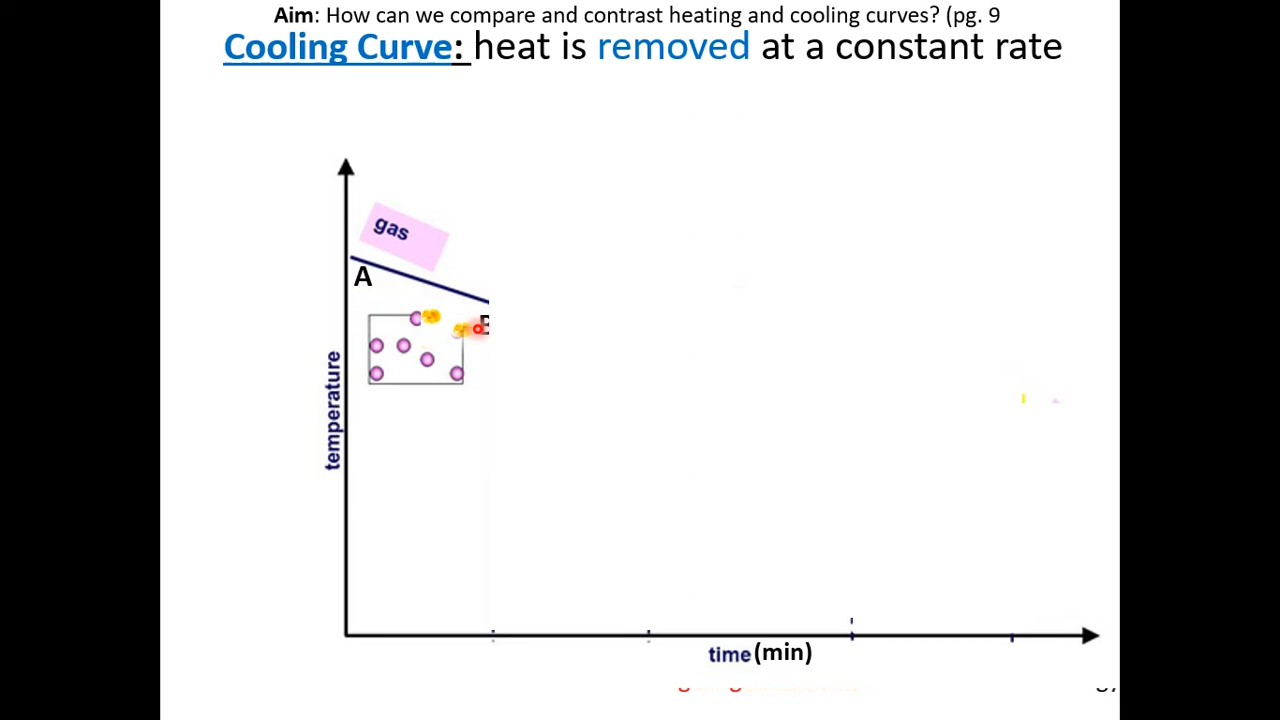 Aim: How can we compare and contrast heating and cooling curves? (pg. 9
Cooling Curve: heat is removed at a constant rate
gas
A
temperature
time (min)